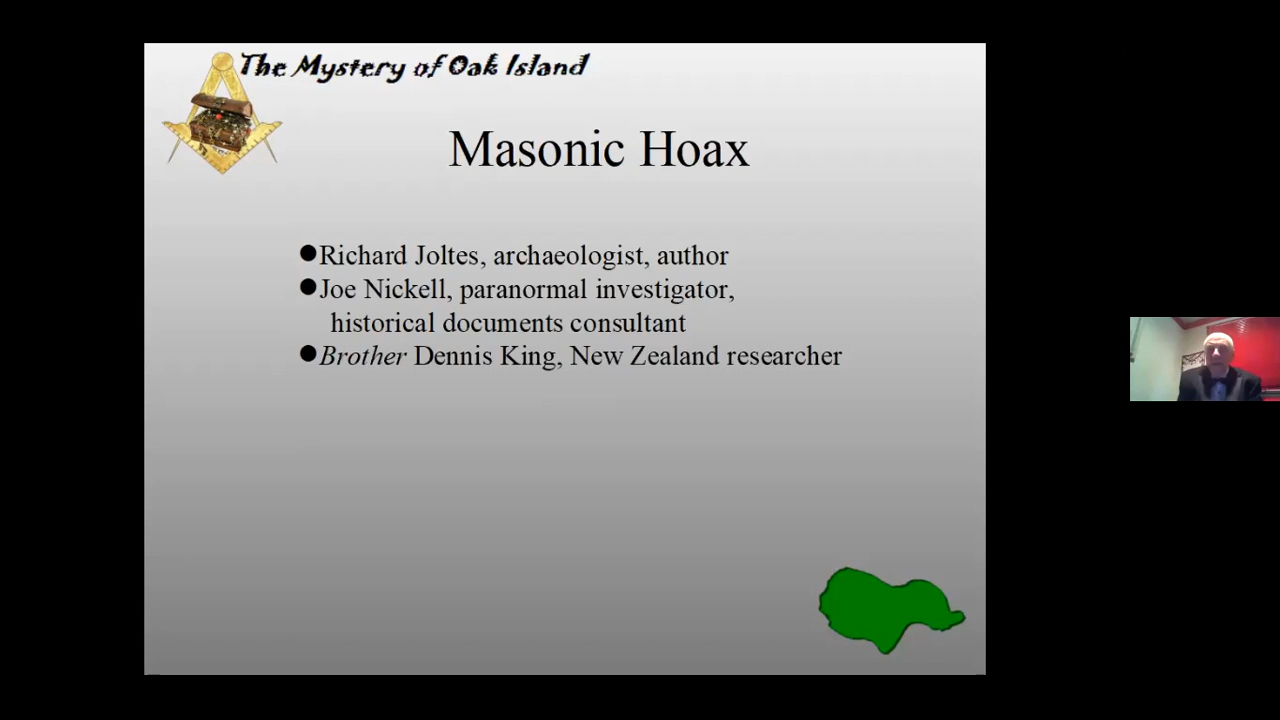 The Mystery of Oak Island
Masonic Hoax
●Richard Joltes, archaeologist, author
●Joe Nickell, paranormal investigator,
historical documents consultant
●Brother Dennis King, New Zealand researcher